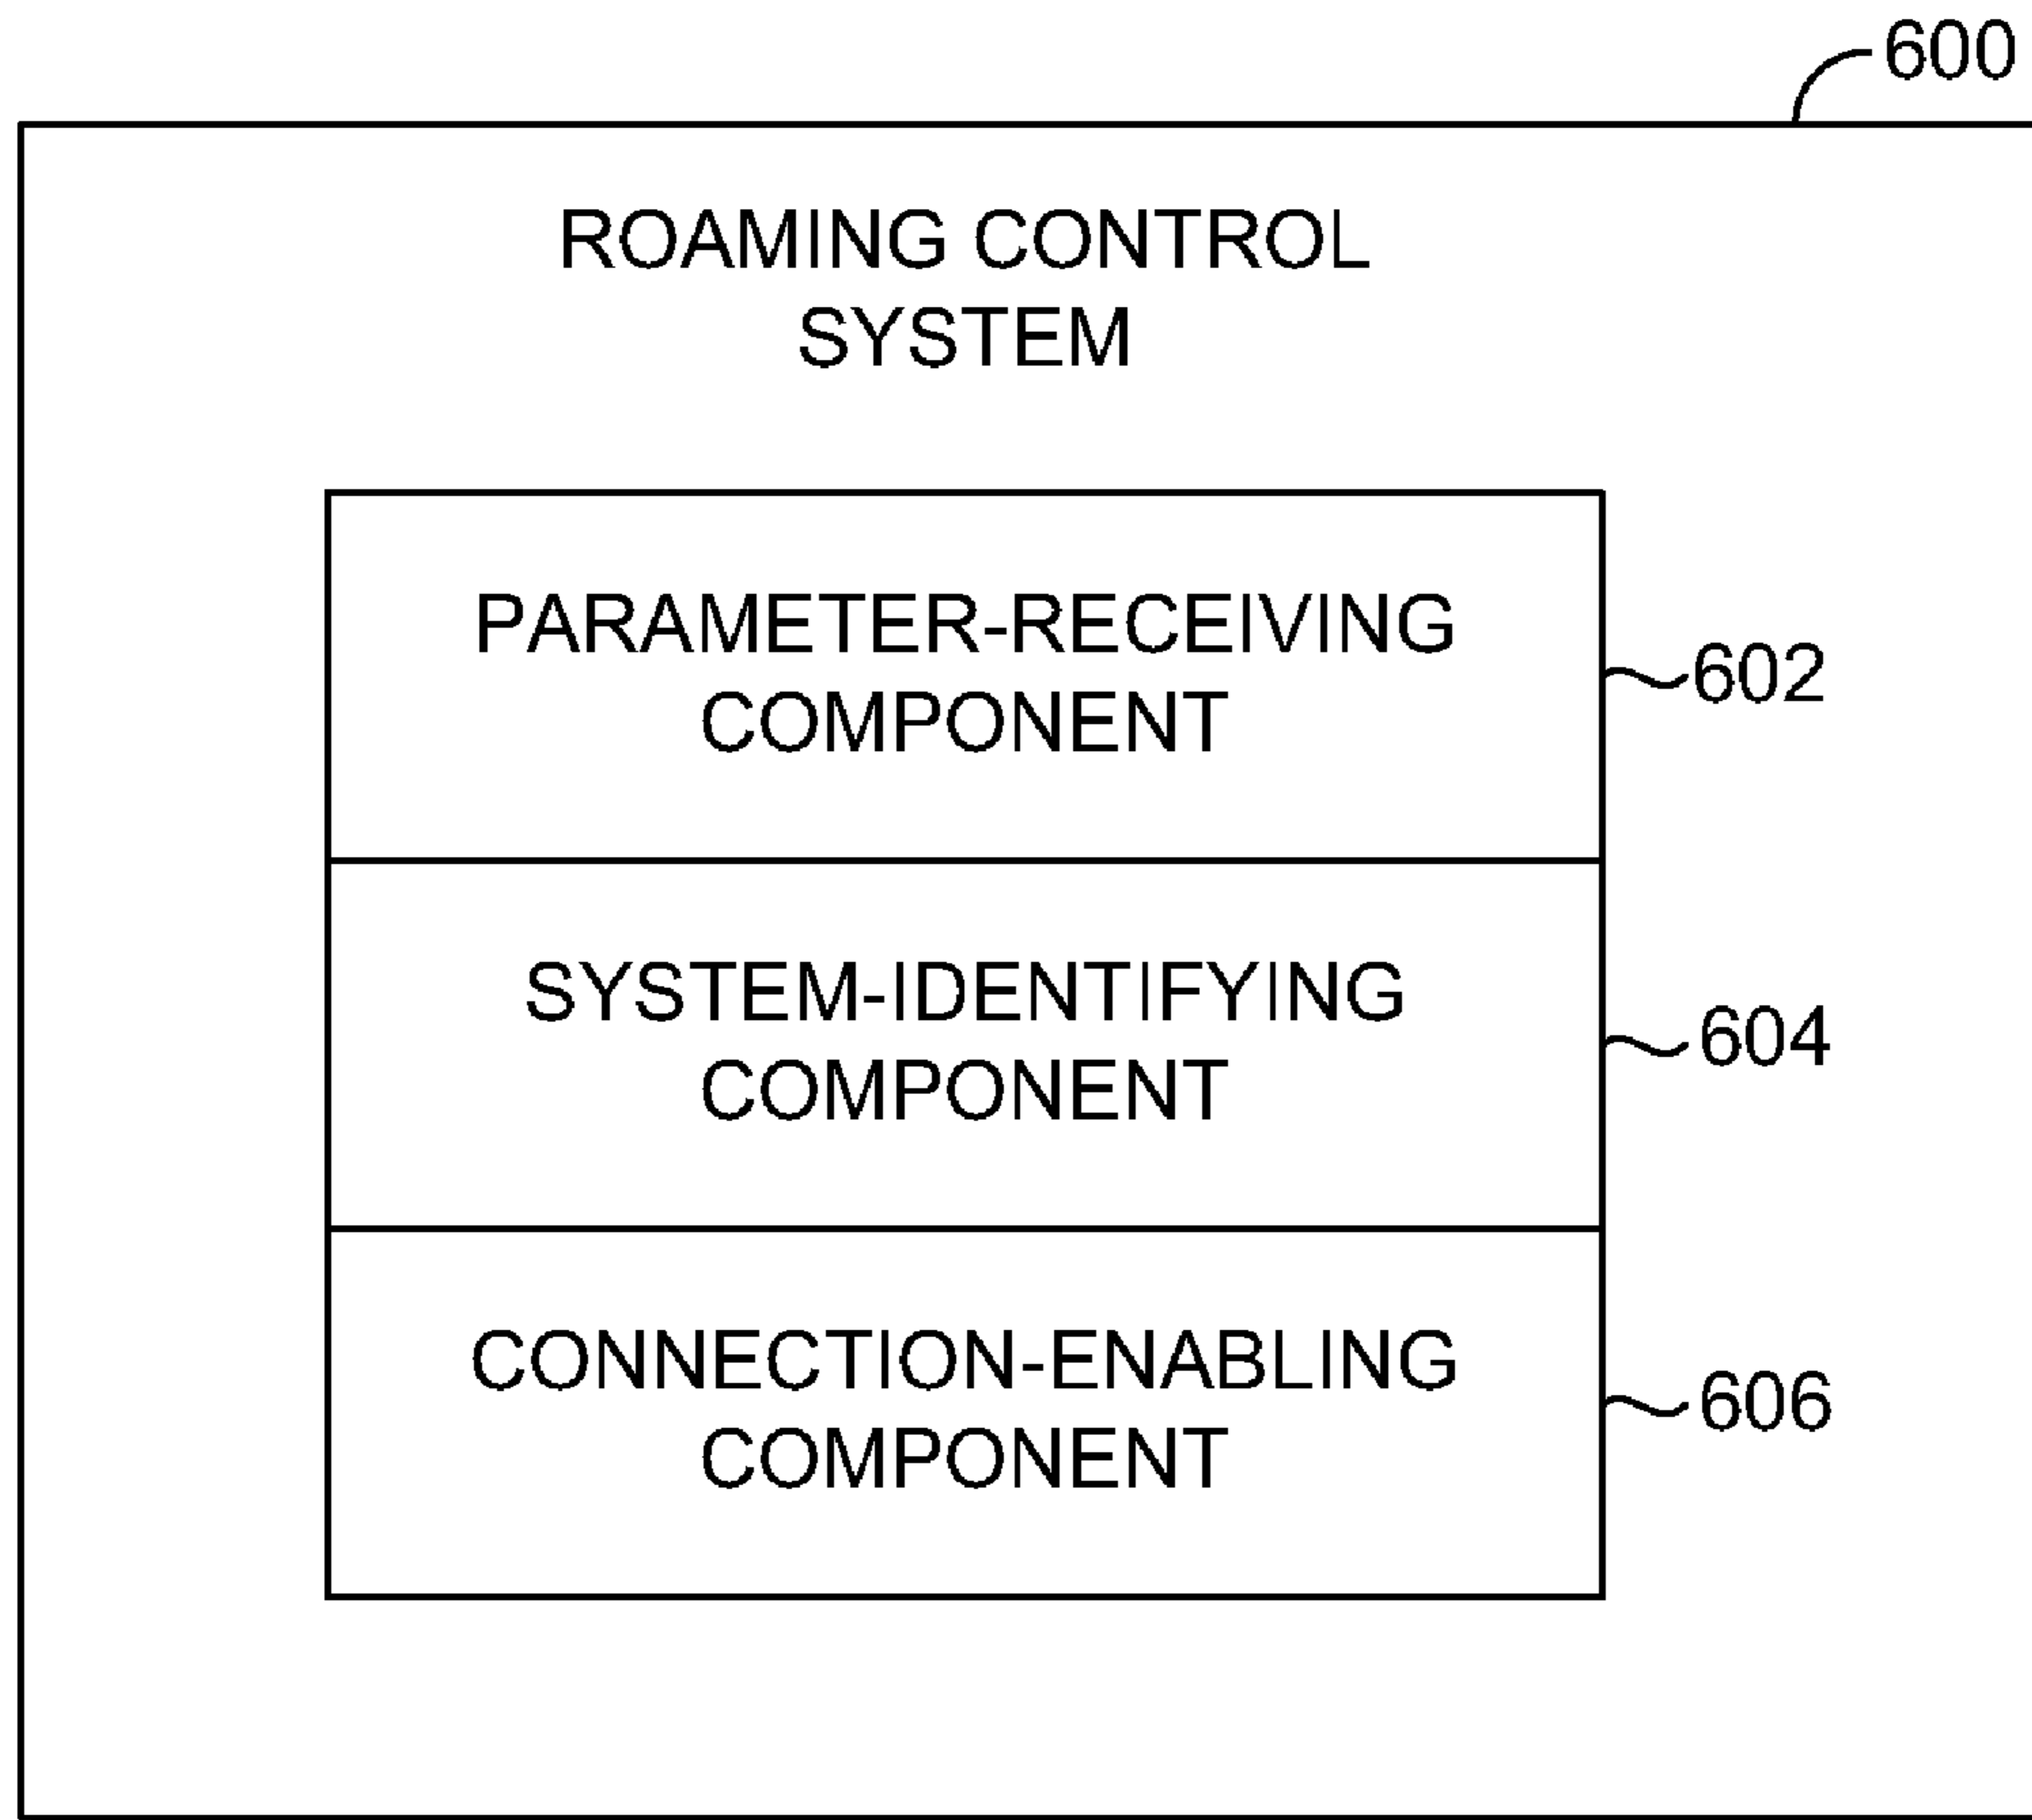 600
ROAMING CONTROL
SYSTEM
PARAMETER-RECEIVING
COMPONENT
602
SYSTEM-IDENTIFYING
COMPONENT
604
CONNECTION-ENABLING
COMPONENT
606